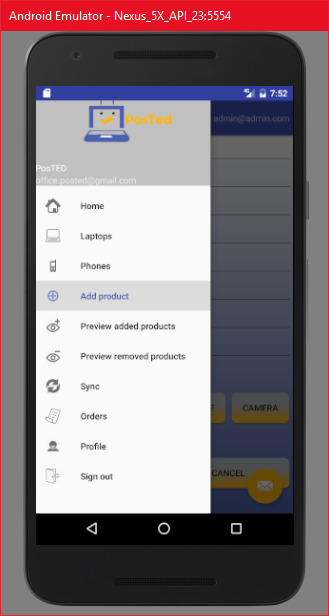 Android Emulator - Nexus_5X_API_23:5554
7:52
PosTed
admin@admin.com
PosTED
office.posted@gmail.com
Home
Laptops
Phones
Add product
Preview added products
Preview removed products
Sync
Orders
Profile
Sign out
CAMERA
CANCEL